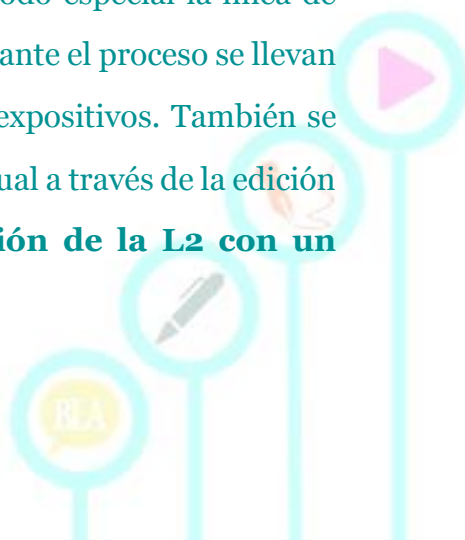 odo especial la línea de
ante el proceso se llevan
expositivos. También se
ual a través de la edición
ión de la L2 con un
BLA